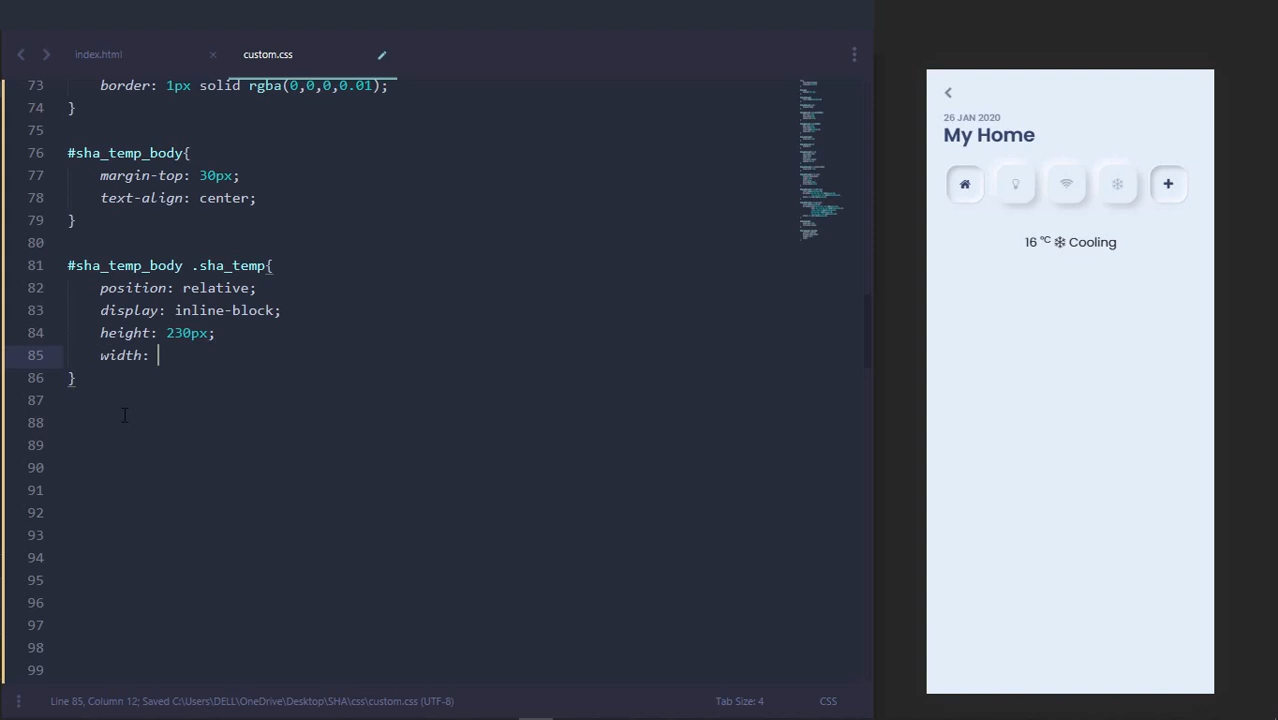 index.html
custom.css
73 border: 1px solid rgba(0,0,0,0.01);
74 }
75
76 #sha_temp_body{
77 margin-top: 30px;
78 text-align: center;
79 }
80
81 #sha_temp_body .sha_temp{
82 position: relative;
83 display: inline-block;
84 height: 230px;
85 width:
86 }
87
88
89
90
91
92
93
94
95
96
97
98
99
Line 85, Column 12; Saved C:\Users\DELL\OneDrive\Desktop\SHA\css\custom.css (UTF-8)
Tab Size: 4
CSS
26 JAN 2020
My Home
16 °C Cooling